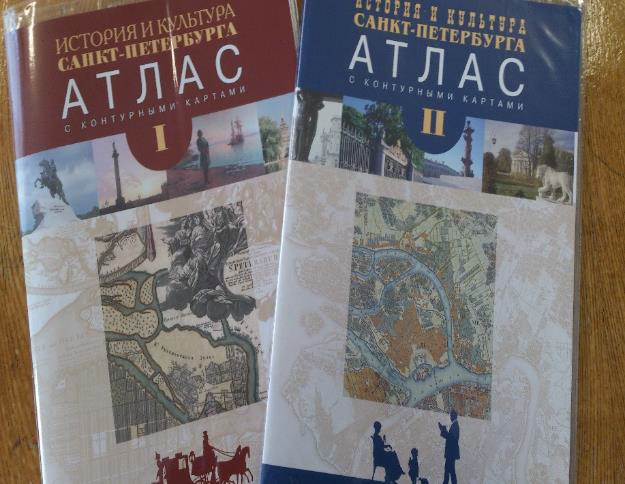 ИСТОРИЯ И КУЛЬТУРА
САНКТ-ПЕТЕРБУРГА
АТЛАС
С КОНТУРНЫМИ КАРТАМИ
I
ИСТОРИЯ И КУЛЬТУРА
САНКТ-ПЕТЕРБУРГА
АТЛАС
С КОНТУРНЫМИ КАРТАМИ
II